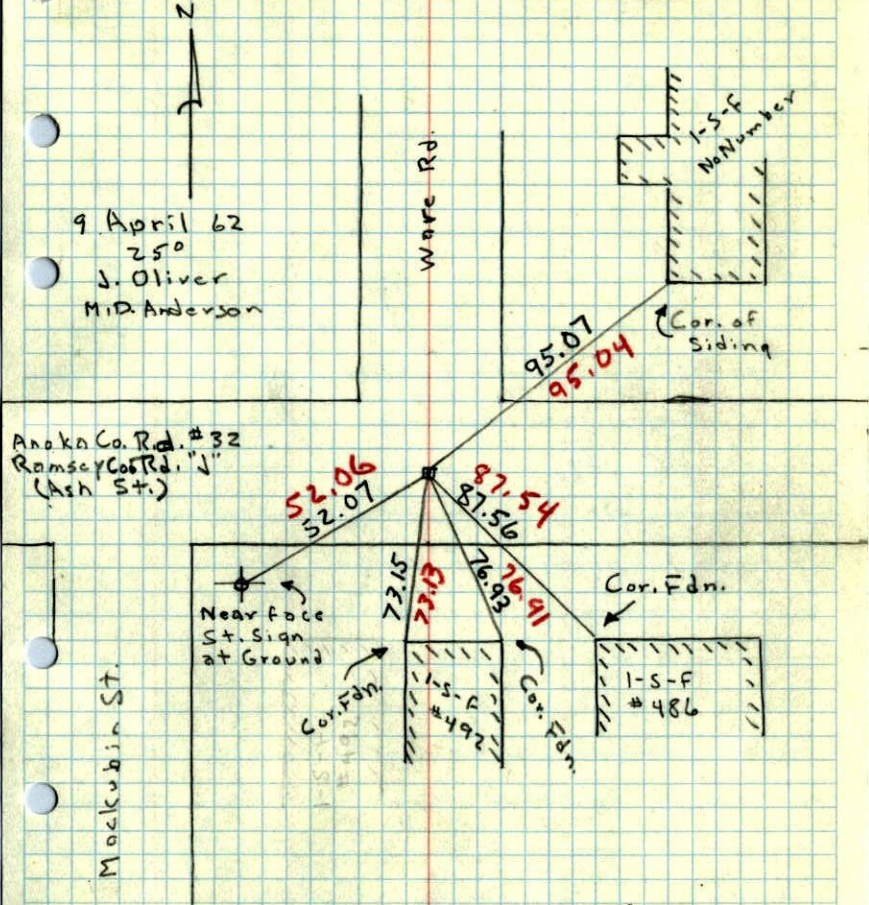 N
9 April 62
25°
J. Oliver
M.D. Anderson
Ware Rd.
1-S-F
No Number
95.07
95.04
Cor. of
Siding
Anoka Co. Rd. #32
Ramsey Co Rd. "J"
(Ash St.)
52.06
52.07
87.54
87.56
73.15
73.13
76.93
76.91
Near face
St. Sign
at Ground
Cor. Fdn.
Cor. Fdn.
Cor. Fdn.
1-S-F
#492
1-S-F
#486
Mackubin St.